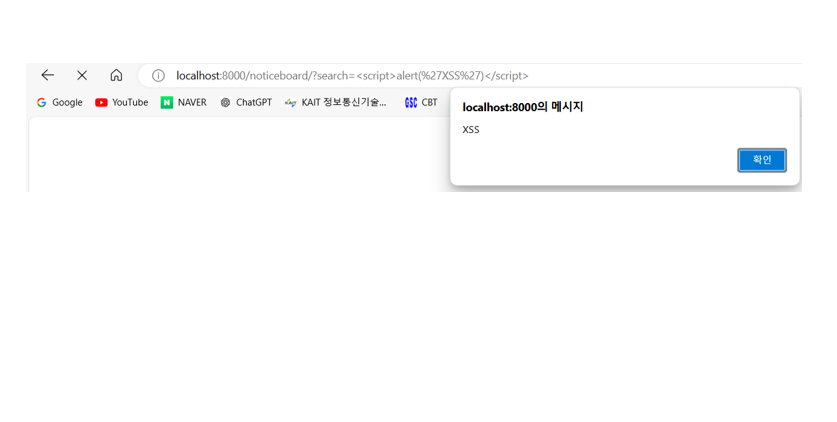 localhost:8000/noticeboard/?search=<script>alert(%27XSS%27)</script>
Google YouTube NAVER ChatGPT KAIT 정보통신기술... CBT
localhost:8000의 메시지
XSS
확인